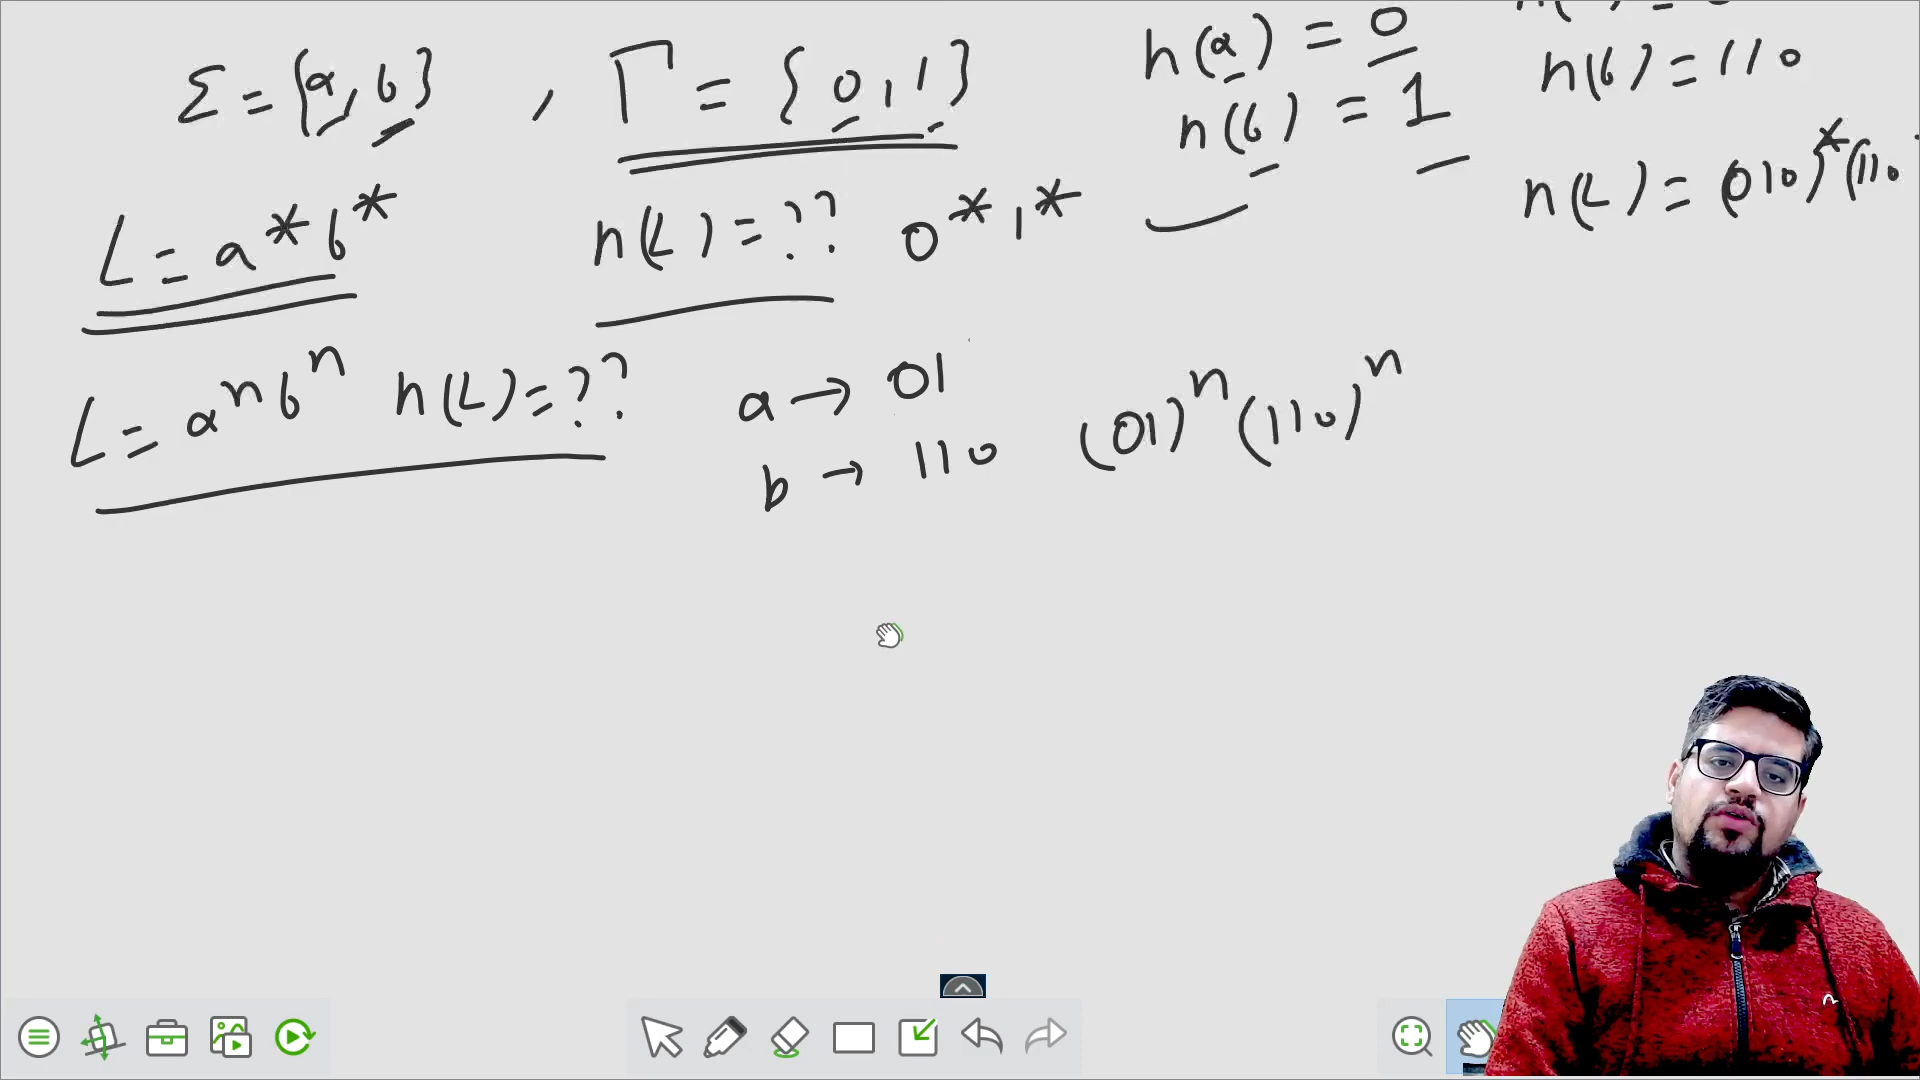 Σ = {a, b} , Γ = {0, 1}
h(a) = 0
h(b) = 1
h(b) = 110
L = a*b* h(L) = ?? 0*1*
h(L) = (010)*(110
L = aⁿbⁿ h(L) = ??
a → 01
b → 110
(01)ⁿ(110)ⁿ